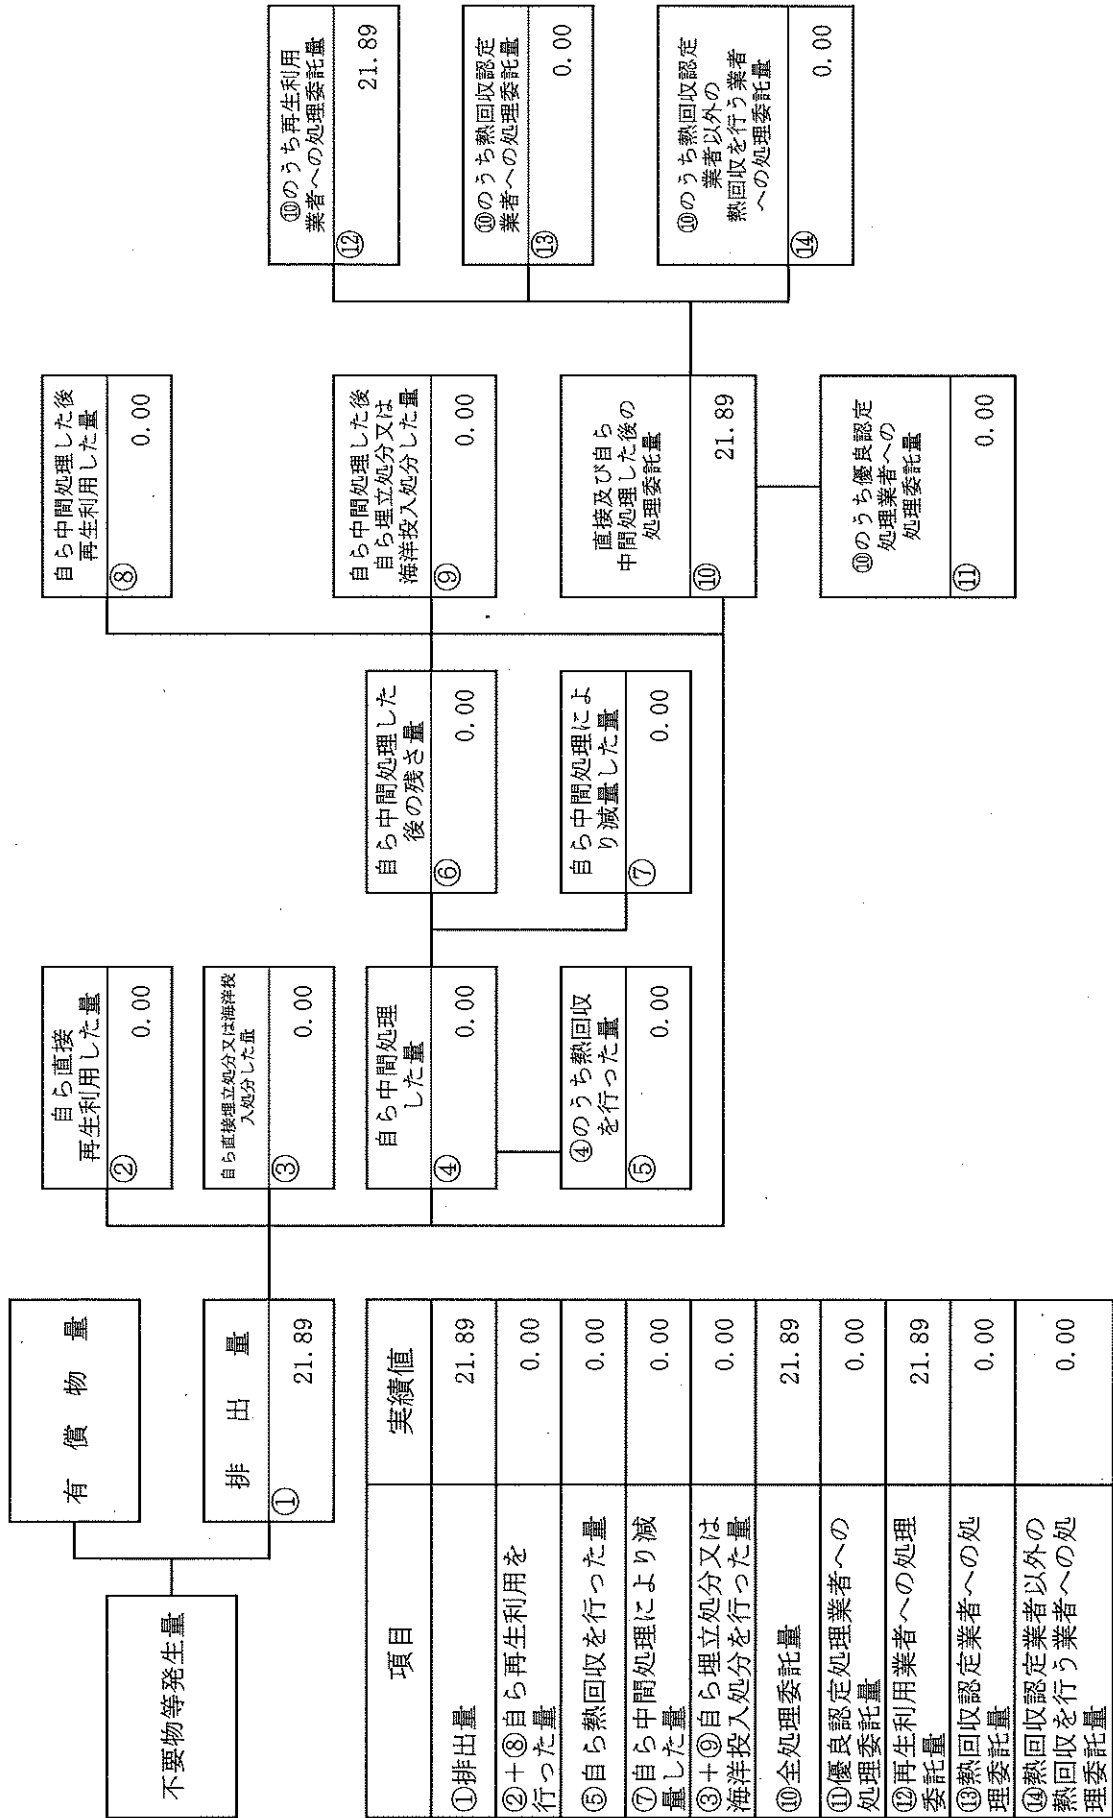 不要物等発生量
有償物量
排出量
① 21.89
自ら直接
再生利用した量
② 0.00
自ら直接埋立処分又は海洋投
入処分した量
③ 0.00
自ら中間処理
した量
④ 0.00
④のうち熱回収
を行った量
⑤ 0.00
自ら中間処理した
後の残さ量
⑥ 0.00
自ら中間処理によ
り減量した量
⑦ 0.00
自ら中間処理した後
再生利用した量
⑧ 0.00
自ら中間処理した後
自ら埋立処分又は
海洋投入処分した量
⑨ 0.00
直接及び自ら
中間処理した後の
処理委託量
⑩ 21.89
⑩のうち優良認定
処理業者への
処理委託量
⑪ 0.00
⑩のうち再生利用
業者への処理委託量
⑫ 21.89
⑩のうち熱回収認定
業者への処理委託量
⑬ 0.00
⑩のうち熱回収認定
業者以外の
熱回収を行う業者
への処理委託量
⑭ 0.00
項目 実績値
①排出量 21.89
②+⑧自ら再生利用を
行った量 0.00
⑤自ら熱回収を行った量 0.00
⑦自ら中間処理により減
量した量 0.00
③+⑨自ら埋立処分又は
海洋投入処分を行った量 0.00
⑩全処理委託量 21.89
⑪優良認定処理業者への
処理委託量 0.00
⑫再生利用業者への処理
委託量 21.89
⑬熱回収認定業者への処
理委託量 0.00
⑭熱回収認定業者以外の
熱回収を行う業者への処
理委託量 0.00